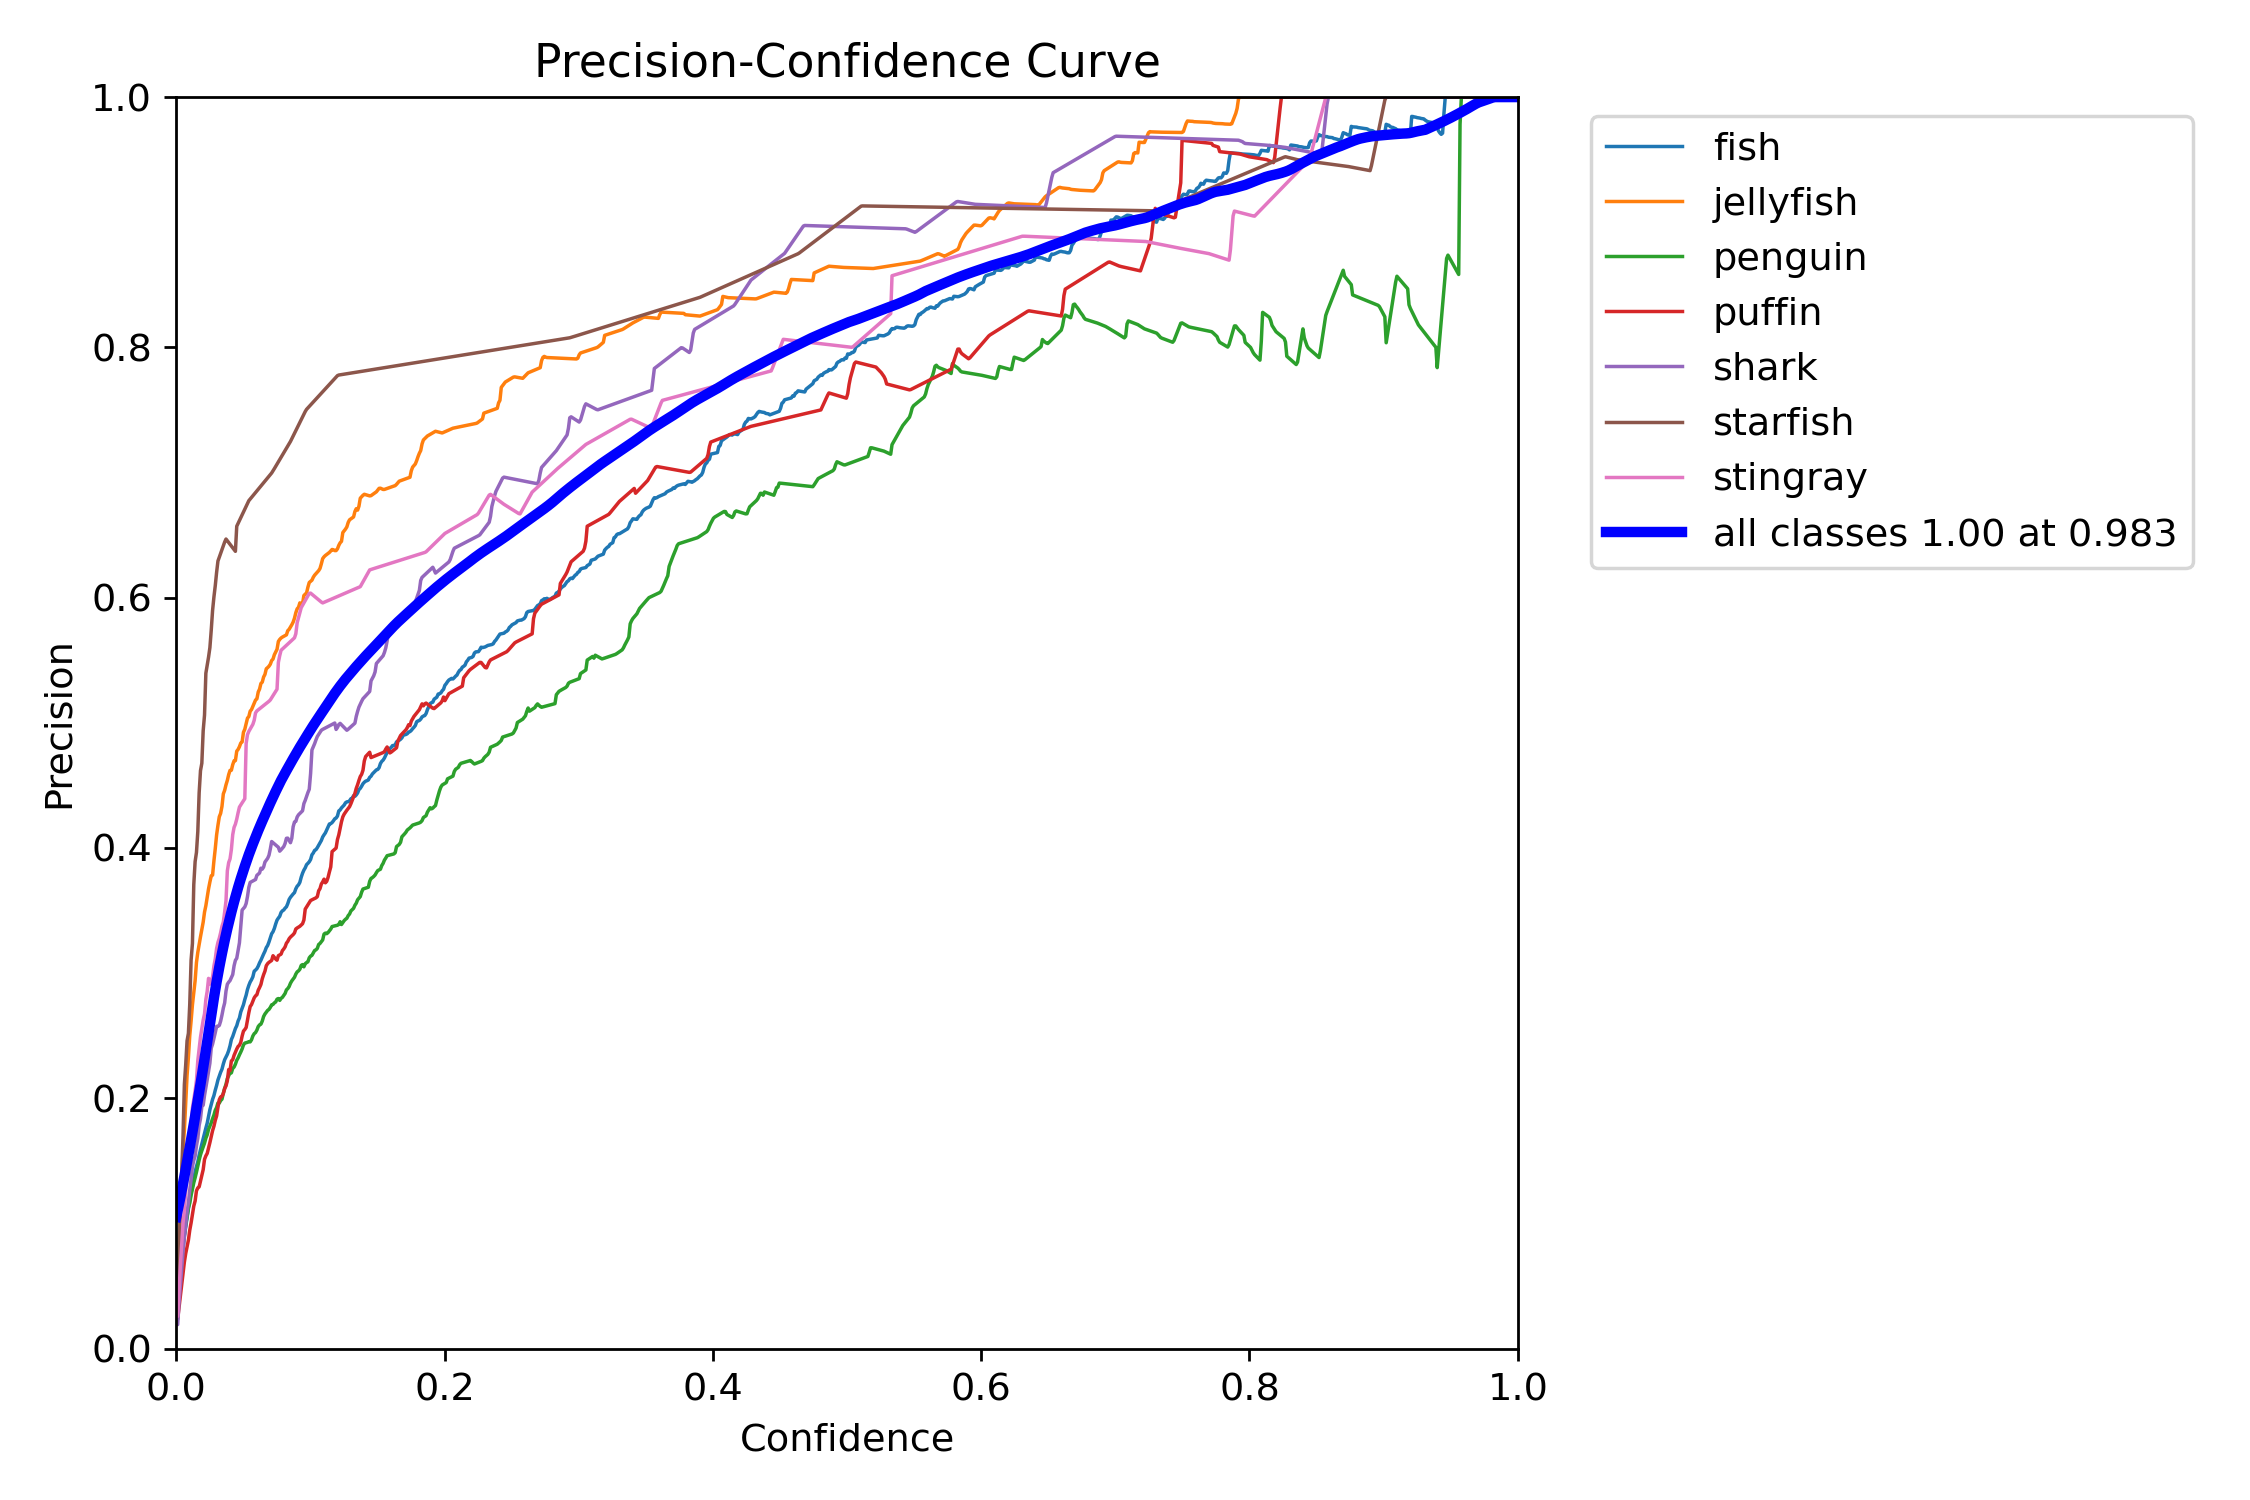 Precision-Confidence Curve
1.0
0.8
0.6
0.4
0.2
0.0
Precision
0.0 0.2 0.4 0.6 0.8 1.0
Confidence
fish
jellyfish
penguin
puffin
shark
starfish
stingray
all classes 1.00 at 0.983